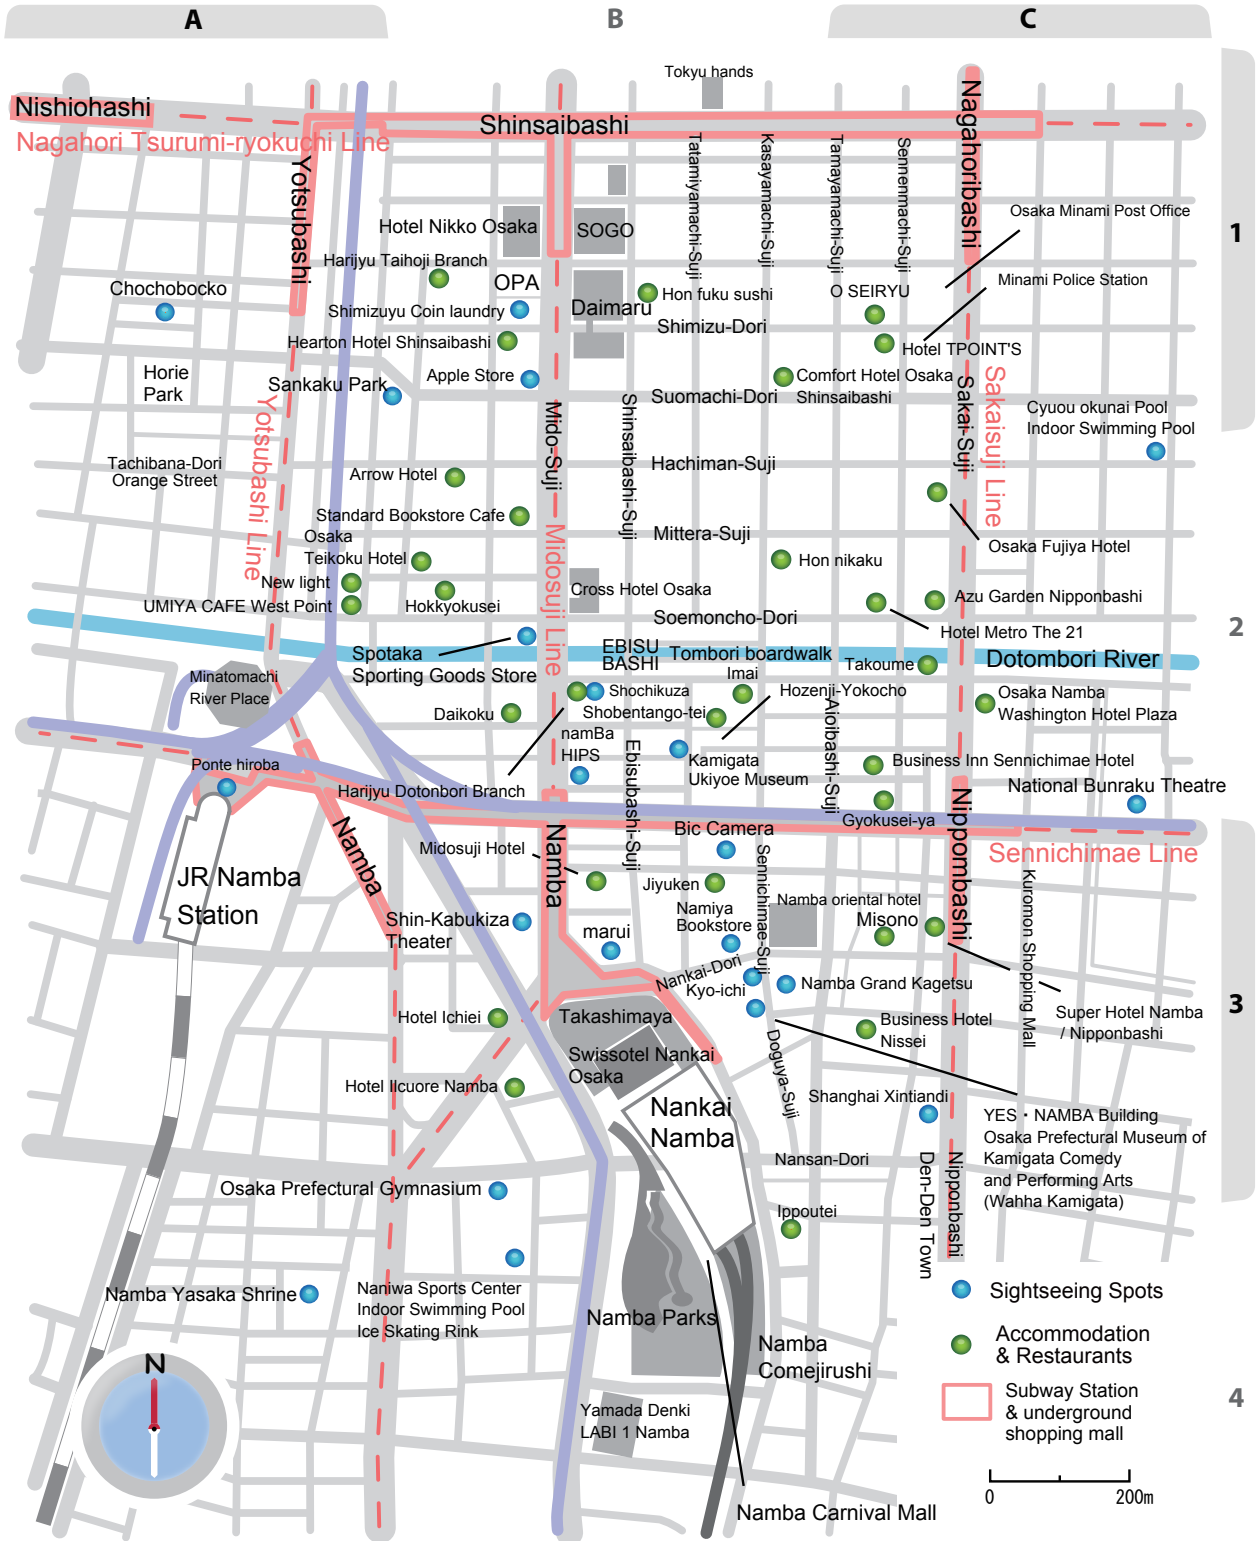 A
B
C
Tokyu hands
1
Nishiohashi
Shinsaibashi
Nagahori Tsurumi-ryokuchi Line
Yotsubashi
Nagahoribashi
Tatamiyamachi-Suji
Kasayamachi-Suji
Tamayamachi-Suji
Sennenmachi-Suji
Osaka Minami Post Office
Hotel Nikko Osaka
SOGO
Harijyu Taihoji Branch
OPA
Minami Police Station
Chochobocko
Hon fuku sushi
O SEIRYU
Shimizuyu Coin laundry
Daimaru
Shimizu-Dori
Hearton Hotel Shinsaibashi
Hotel TPOINT'S
Horie
Park
Sankaku Park
Apple Store
Comfort Hotel Osaka
Shinsaibashi
Suomachi-Dori
Sakai-Suji
Sakaisuji Line
Cyuou okunai Pool
Indoor Swimming Pool
Yotsubashi Line
Mido-Suji
Shinsaibashi-Suji
Tachibana-Dori
Orange Street
Arrow Hotel
Hachiman-Suji
Standard Bookstore Cafe
Osaka
Mittera-Suji
Midosuji Line
Osaka Fujiya Hotel
Teikoku Hotel
Hon nikaku
New light
Cross Hotel Osaka
UMIYA CAFE West Point
Hokkyokusei
Azu Garden Nipponbashi
Soemoncho-Dori
Hotel Metro The 21
2
Spotaka
Sporting Goods Store
EBISU
BASHI
Tombori boardwalk
Takoume
Dotombori River
Minatomachi
River Place
Imai
Shochikuza
Hozenji-Yokocho
Osaka Namba
Washington Hotel Plaza
Daikoku
Shobentango-tei
namBa
HIPS
Aioibashi-Suji
Ebisubashi-Suji
Kamigata
Ukiyoe Museum
Business Inn Sennichimae Hotel
Ponte hiroba
Harijyu Dotonbori Branch
National Bunraku Theatre
Gyokusei-ya
Namba
Namba
Nippombashi
Bic Camera
Sennichimae Line
Midosuji Hotel
Sennichimae-Suji
Kuromon Shopping Mall
JR Namba
Station
Jiyuken
Namba oriental hotel
Shin-Kabukiza
Theater
Namiya
Bookstore
Misono
marui
Nankai-Dori
Kyo-ichi
Namba Grand Kagetsu
3
Hotel Ichiei
Takashimaya
Business Hotel
Nissei
Super Hotel Namba
/ Nipponbashi
Swissotel Nankai
Osaka
Doguya-Suji
Hotel Ilcuore Namba
Shanghai Xintiandi
Nankai
Namba
YES・NAMBA Building
Osaka Prefectural Museum of
Kamigata Comedy
and Performing Arts
(Wahha Kamigata)
Nansan-Dori
Den-Den Town
Nipponbashi
Osaka Prefectural Gymnasium
Ippoutei
Namba Yasaka Shrine
Naniwa Sports Center
Indoor Swimming Pool
Ice Skating Rink
Sightseeing Spots
Namba Parks
Namba
Comejirushi
Accommodation
& Restaurants
N
Subway Station
& underground
shopping mall
4
Yamada Denki
LABI 1 Namba
0
200m
Namba Carnival Mall